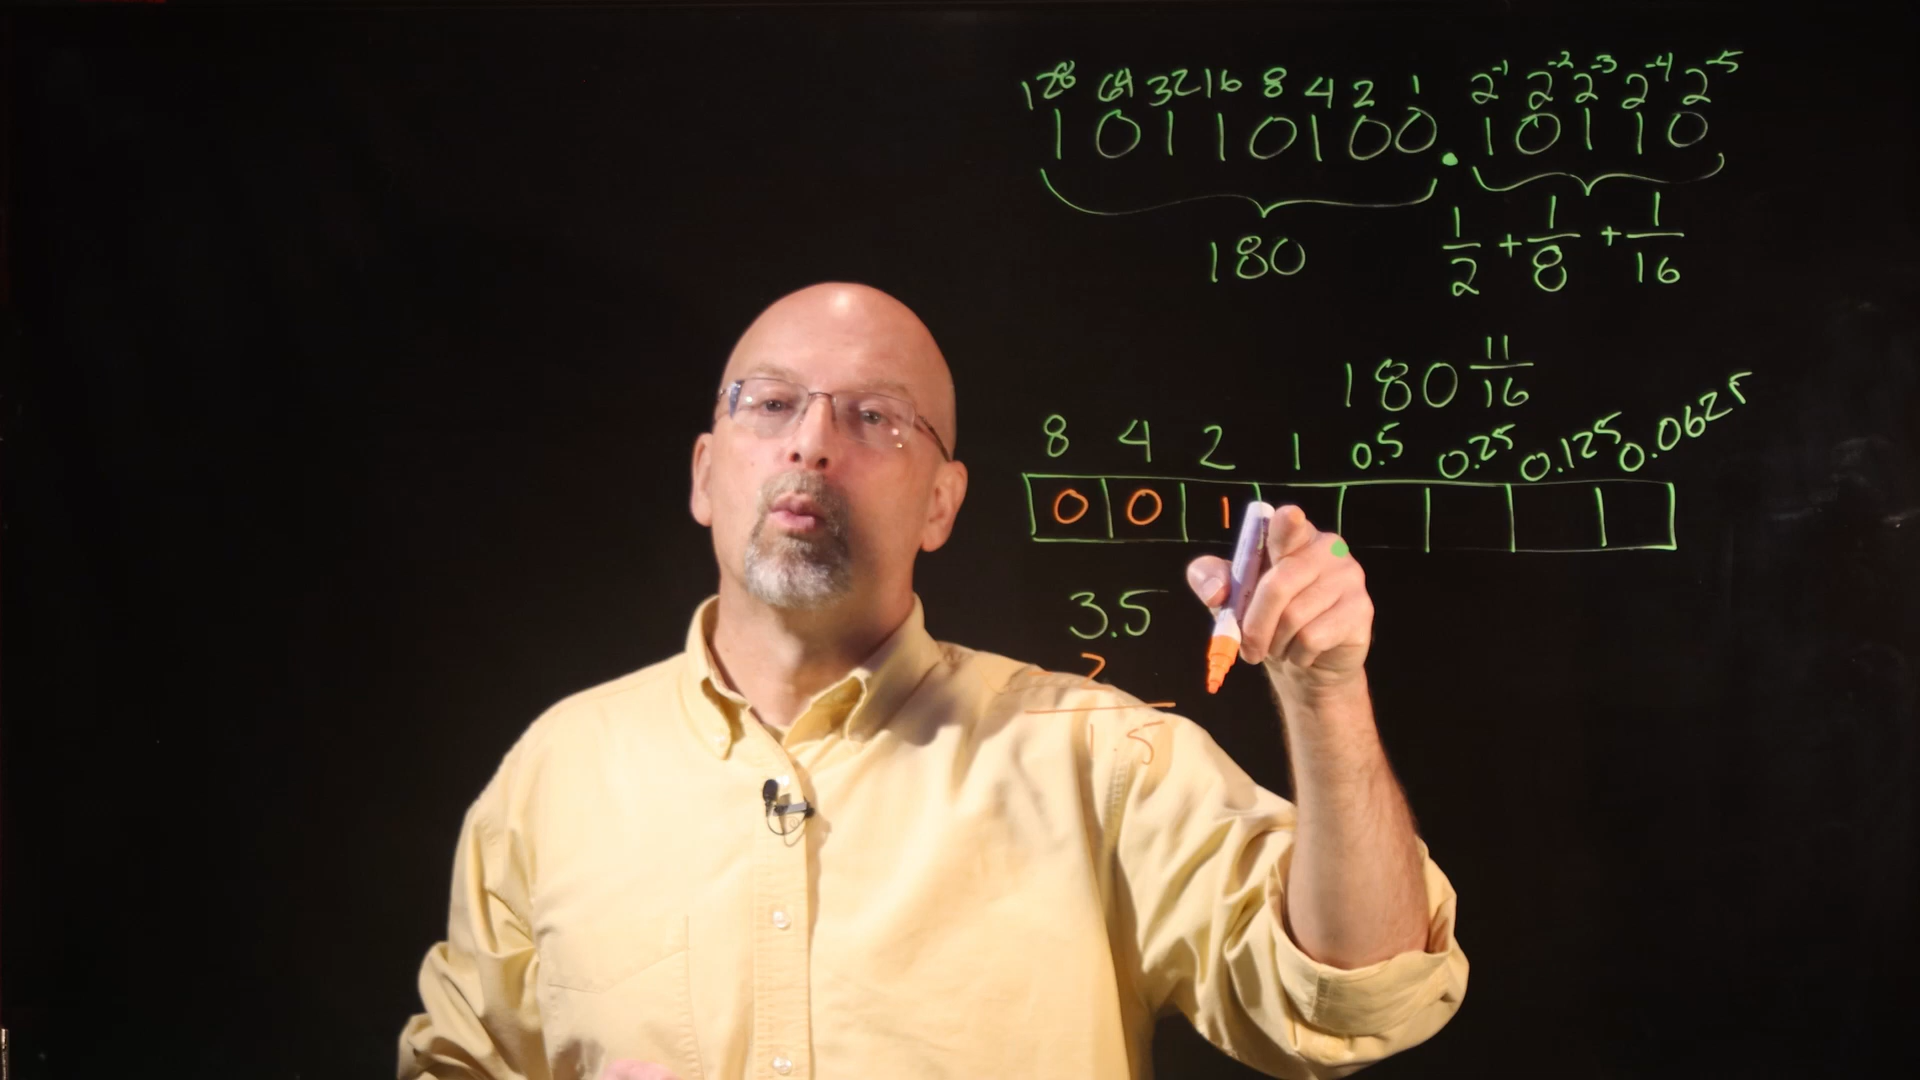 128 64 32 16 8 4 2 1 2⁻¹ 2⁻² 2⁻³ 2⁻⁴ 2⁻⁵
10110100.10110
180 1/2 + 1/8 + 1/16
180 11/16
8 4 2 1 0.5 0.25 0.125 0.0625
0 0 1
3.5
- 2
1.5